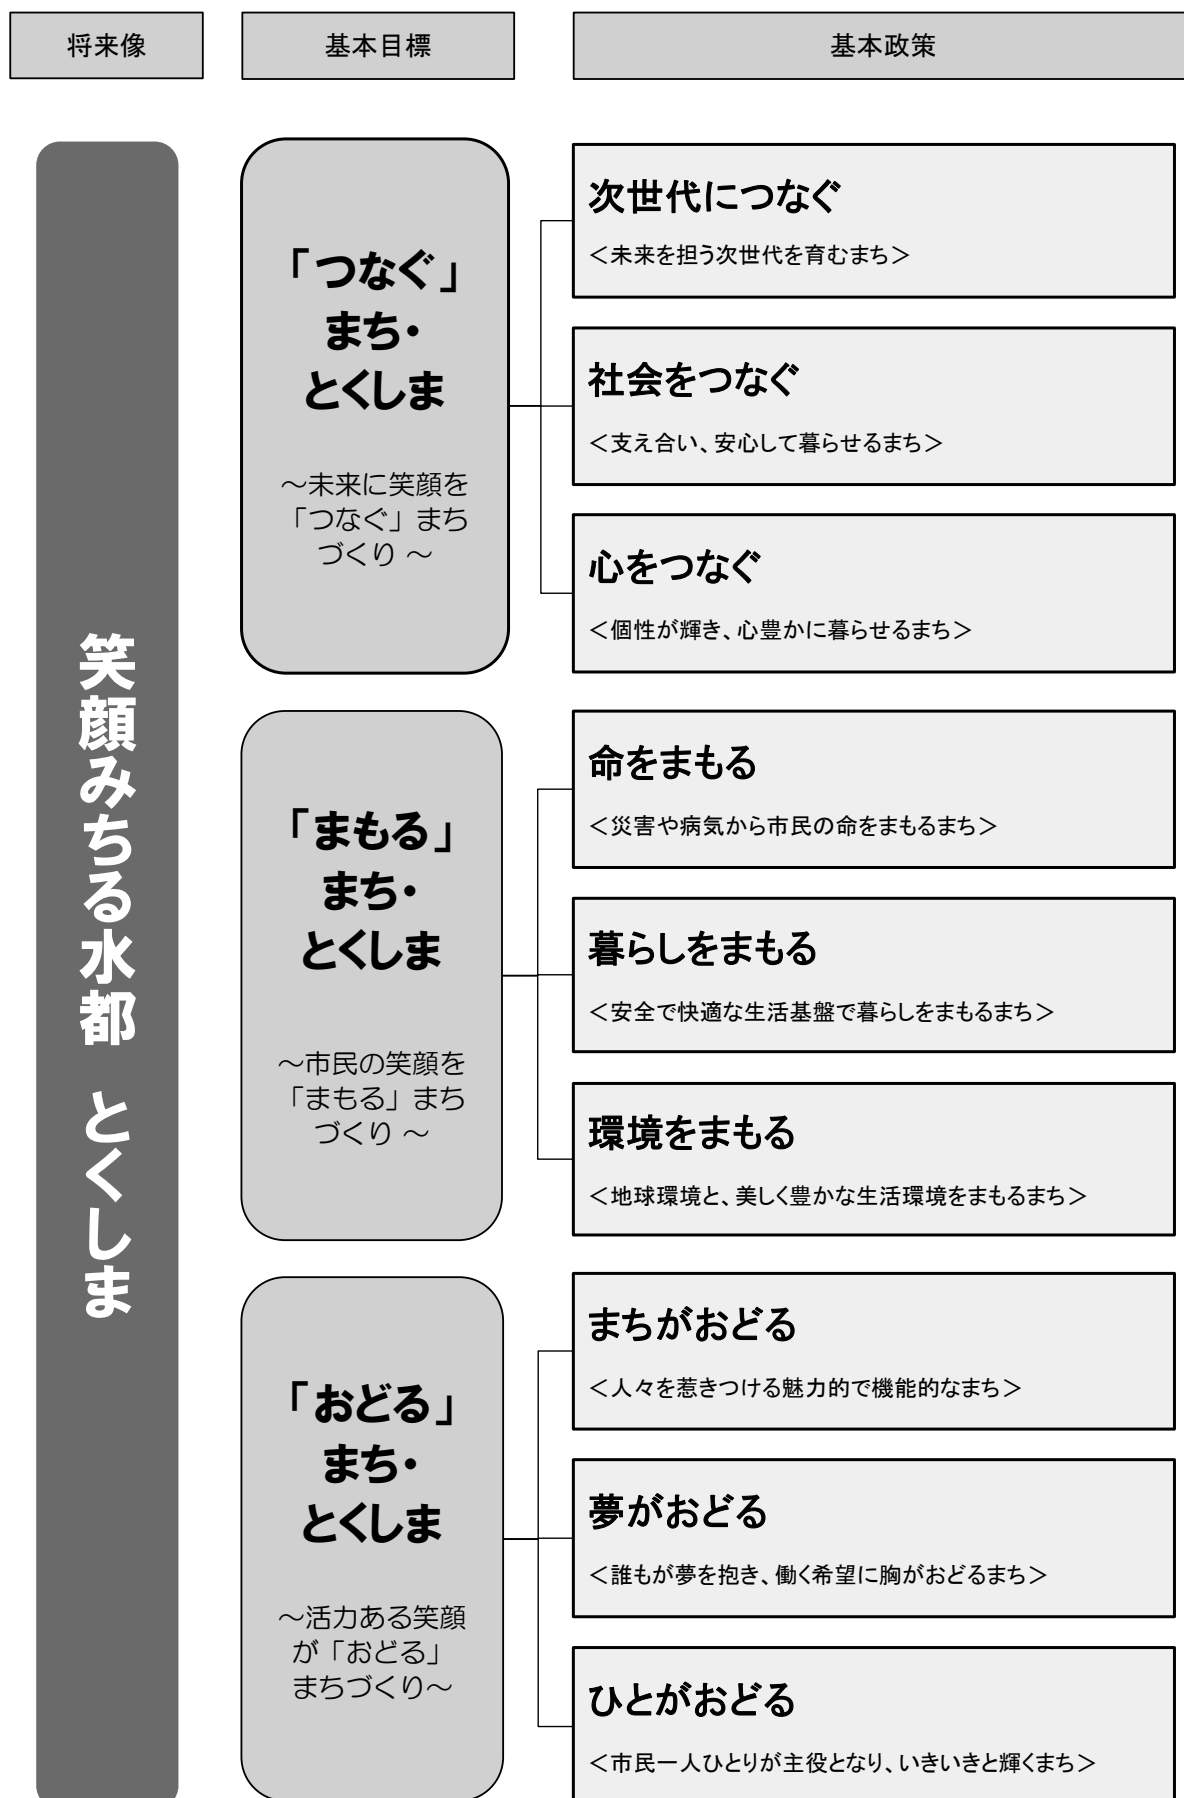 将来像
基本目標
基本政策
笑顔みちる水都　とくしま
「つなぐ」
まち・
とくしま
～未来に笑顔を
「つなぐ」まち
づくり ～
次世代につなぐ
＜未来を担う次世代を育むまち＞
社会をつなぐ
＜支え合い、安心して暮らせるまち＞
心をつなぐ
＜個性が輝き、心豊かに暮らせるまち＞
「まもる」
まち・
とくしま
～市民の笑顔を
「まもる」まち
づくり ～
命をまもる
＜災害や病気から市民の命をまもるまち＞
暮らしをまもる
＜安全で快適な生活基盤で暮らしをまもるまち＞
環境をまもる
＜地球環境と、美しく豊かな生活環境をまもるまち＞
「おどる」
まち・
とくしま
～活力ある笑顔
が「おどる」
まちづくり～
まちがおどる
＜人々を惹きつける魅力的で機能的なまち＞
夢がおどる
＜誰もが夢を抱き、働く希望に胸がおどるまち＞
ひとがおどる
＜市民一人ひとりが主役となり、いきいきと輝くまち＞